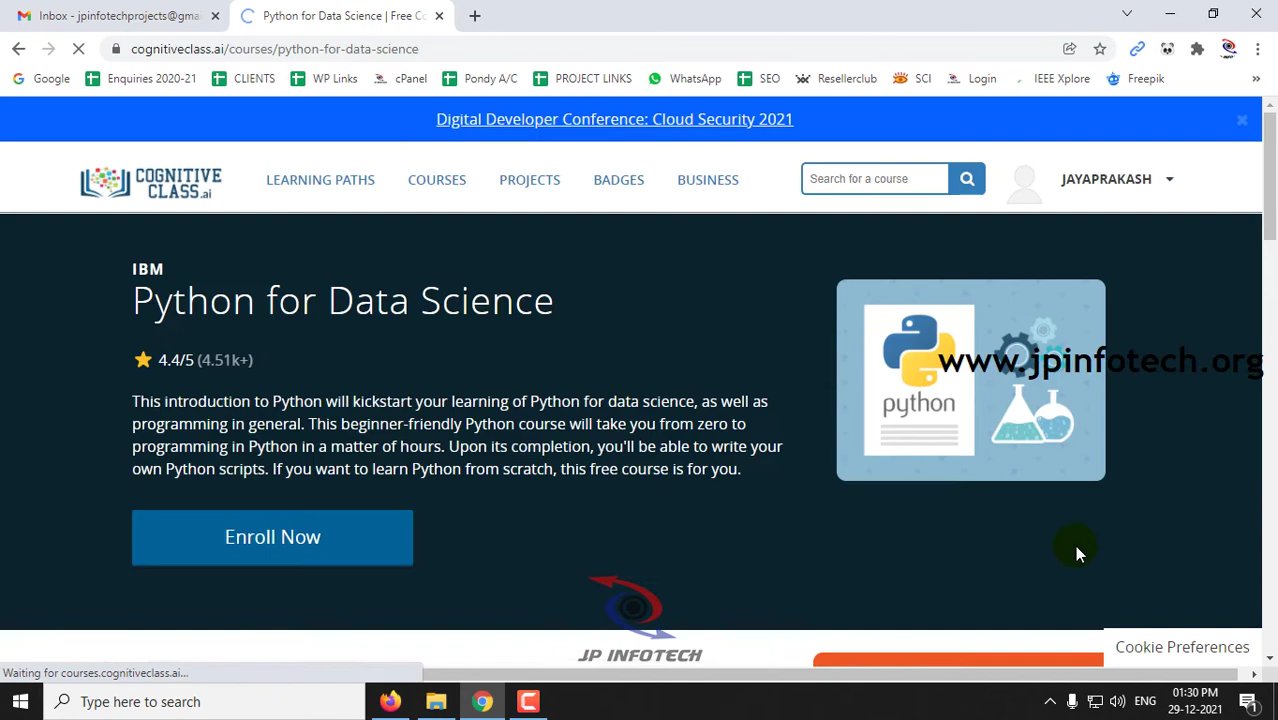 Inbox - jpinfotechprojects@gma
Python for Data Science | Free Co
cognitiveclass.ai/courses/python-for-data-science
Google
Enquiries 2020-21
CLIENTS
WP Links
cPanel
Pondy A/C
PROJECT LINKS
WhatsApp
SEO
Resellerclub
SCI
Login
IEEE Xplore
Freepik
Digital Developer Conference: Cloud Security 2021
COGNITIVE
CLASS.ai
LEARNING PATHS
COURSES
PROJECTS
BADGES
BUSINESS
Search for a course
JAYAPRAKASH
IBM
Python for Data Science
4.4/5 (4.51k+)
This introduction to Python will kickstart your learning of Python for data science, as well as
programming in general. This beginner-friendly Python course will take you from zero to
programming in Python in a matter of hours. Upon its completion, you'll be able to write your
own Python scripts. If you want to learn Python from scratch, this free course is for you.
Enroll Now
python
www.jpinfotech.org
JP INFOTECH
Cookie Preferences
Waiting for courses.cognitiveclass.ai...
Type here to search
ENG
01:30 PM
29-12-2021
1